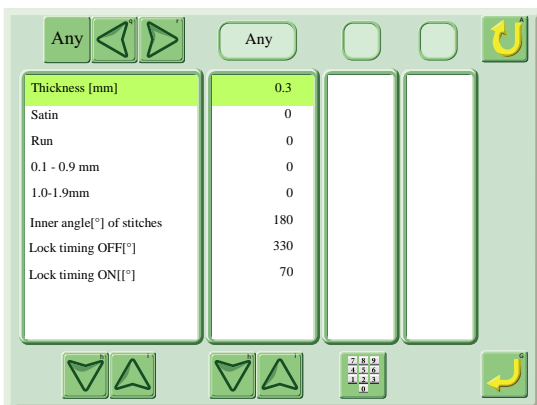 Any q r Any A
Thickness [mm] 0.3
Satin 0
Run 0
0.1 - 0.9 mm 0
1.0-1.9mm 0
Inner angle[°] of stitches 180
Lock timing OFF[°] 330
Lock timing ON[[°] 70
h i h i 7 8 9 G
4 5 6
1 2 3
0